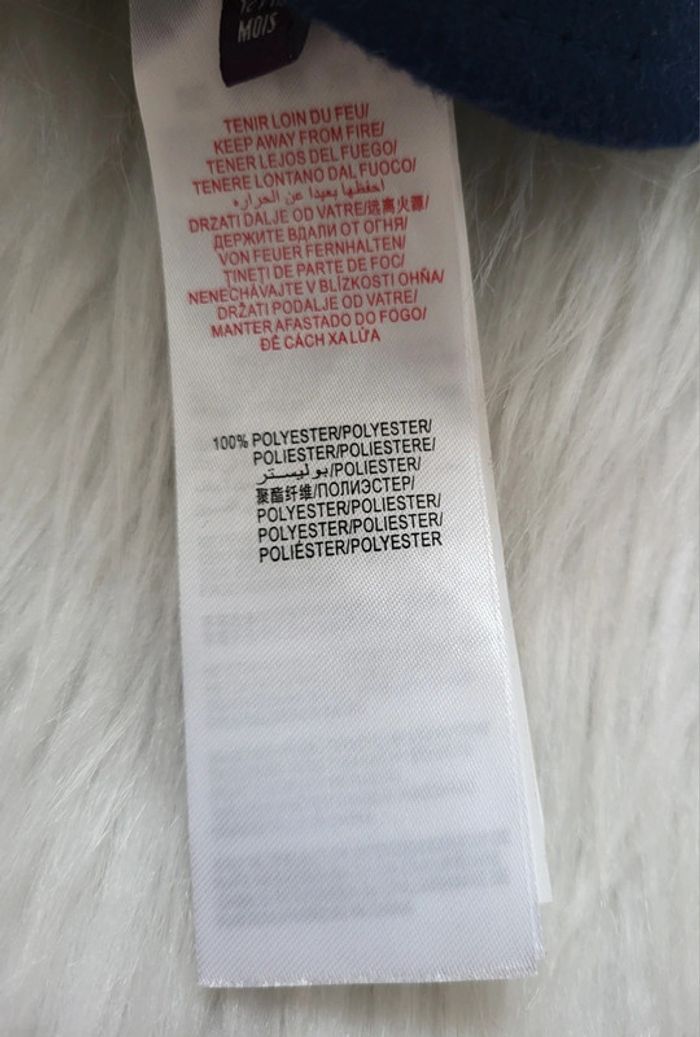 MOIS
TENIR LOIN DU FEU/
KEEP AWAY FROM FIRE/
TENER LEJOS DEL FUEGO/
TENERE LONTANO DAL FUOCO/
احفظها بعيدا عن الحراره
DRZATI DALJE OD VATRE/远离火源/
ДЕРЖИТЕ ВДАЛИ ОТ ОГНЯ/
VON FEUER FERNHALTEN/
ȚINEȚI DE PARTE DE FOC/
NENECHÁVAJTE V BLÍZKOSTI OHŇA/
DRŽATI PODALJE OD VATRE/
MANTER AFASTADO DO FOGO/
ĐỂ CÁCH XA LỬA
100% POLYESTER/POLYESTER/
POLIESTER/POLIESTERE/
بوليستر/POLIESTER/
聚酯纤维/ПОЛИЭСТЕР/
POLYESTER/POLIESTER/
POLYESTER/POLIESTER/
POLIÉSTER/POLYESTER